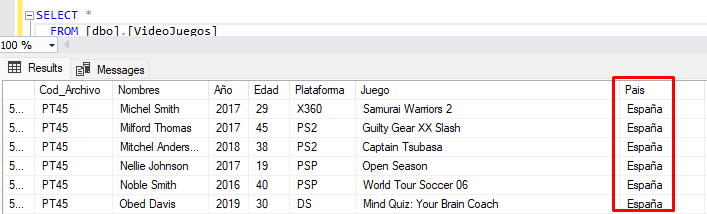 SELECT *
FROM [dbo].[VideoJuegos]
100 %
Results Messages
Cod_Archivo Nombres Año Edad Plataforma Juego Pais
5... PT45 Michel Smith 2017 29 X360 Samurai Warriors 2 España
5... PT45 Milford Thomas 2017 45 PS2 Guilty Gear XX Slash España
5... PT45 Mitchel Anders... 2018 38 PS2 Captain Tsubasa España
5... PT45 Nellie Johnson 2017 19 PSP Open Season España
5... PT45 Noble Smith 2016 40 PSP World Tour Soccer 06 España
5... PT45 Obed Davis 2019 30 DS Mind Quiz: Your Brain Coach España